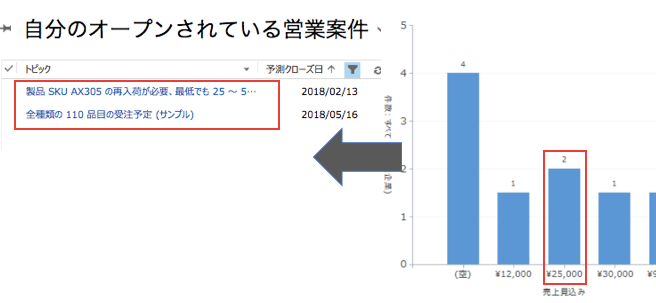 自分のオープンされている営業案件
トピック 予測クローズ日
製品 SKU AX305 の再入荷が必要、最低でも 25 ～ 5… 2018/02/13
全種類の 110 品目の受注予定 (サンプル) 2018/05/16
5
4
3
2
1
0
件数: すべて
企業)
4
1
2
1
(空) ¥12,000 ¥25,000 ¥30,000
売上見込み